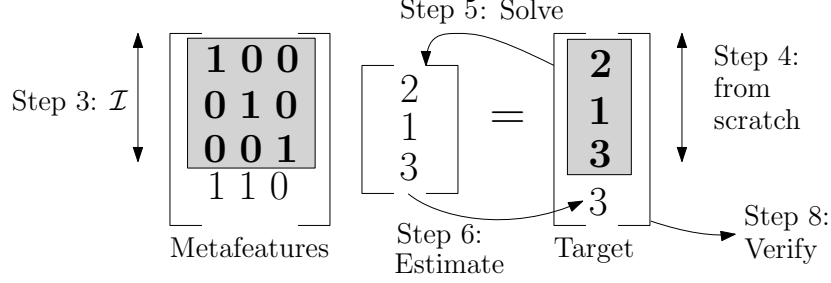 Step 5: Solve
Step 3: ℐ
1 0 0
0 1 0
0 0 1
1 1 0
2
1
3
=
2
1
3
3
Step 4:
from
scratch
Metafeatures
Step 6:
Estimate
Target
Step 8:
Verify